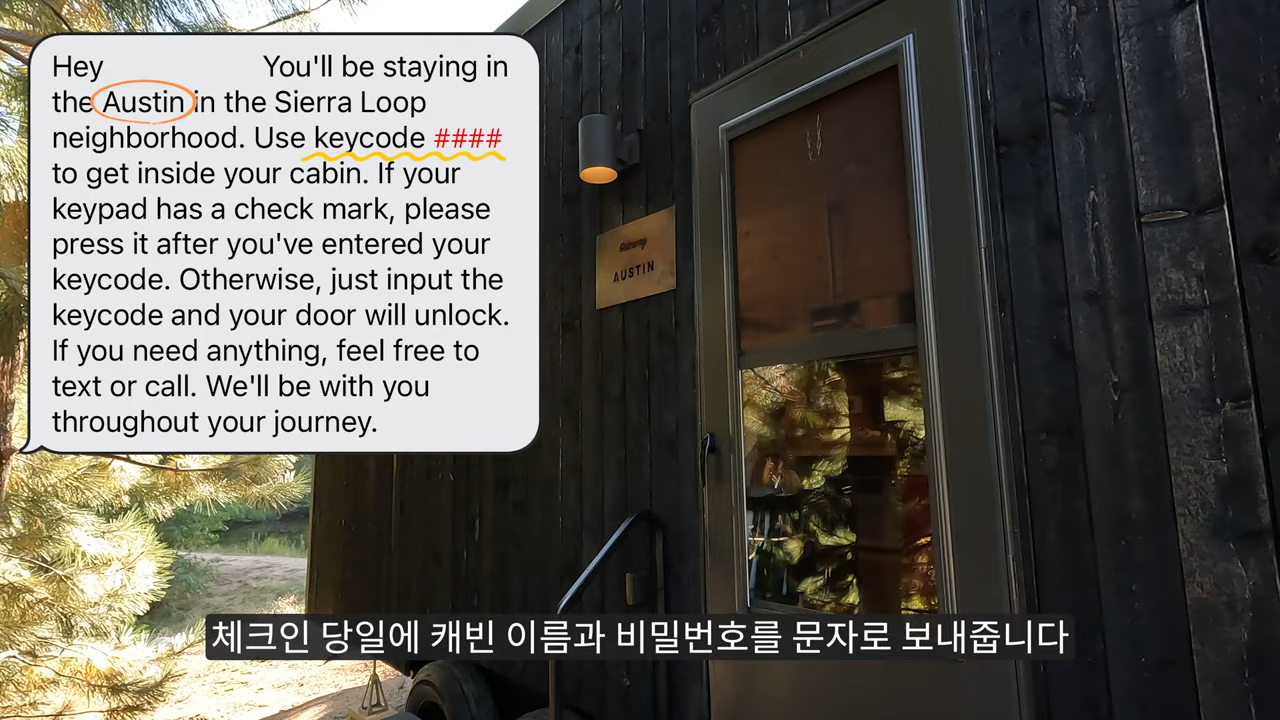 Hey You'll be staying in
the Austin in the Sierra Loop
neighborhood. Use keycode ####
to get inside your cabin. If your
keypad has a check mark, please
press it after you've entered your
keycode. Otherwise, just input the
keycode and your door will unlock.
If you need anything, feel free to
text or call. We'll be with you
throughout your journey.
Getaway
AUSTIN
체크인 당일에 캐빈 이름과 비밀번호를 문자로 보내줍니다